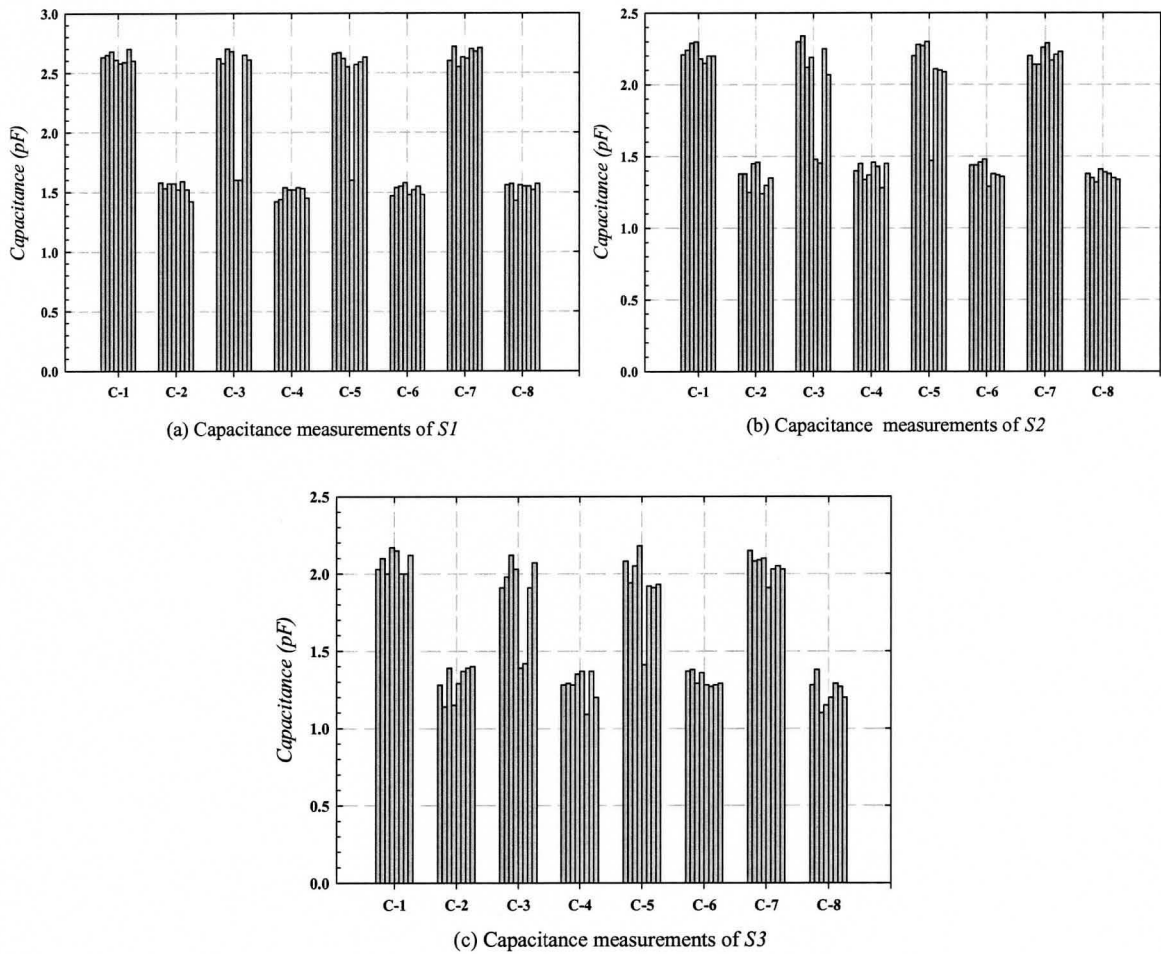 Capacitance (pF)
3.0
2.5
2.0
1.5
1.0
0.5
0.0
C-1 C-2 C-3 C-4 C-5 C-6 C-7 C-8
(a) Capacitance measurements of S1
Capacitance (pF)
2.5
2.0
1.5
1.0
0.5
0.0
C-1 C-2 C-3 C-4 C-5 C-6 C-7 C-8
(b) Capacitance measurements of S2
Capacitance (pF)
2.5
2.0
1.5
1.0
0.5
0.0
C-1 C-2 C-3 C-4 C-5 C-6 C-7 C-8
(c) Capacitance measurements of S3